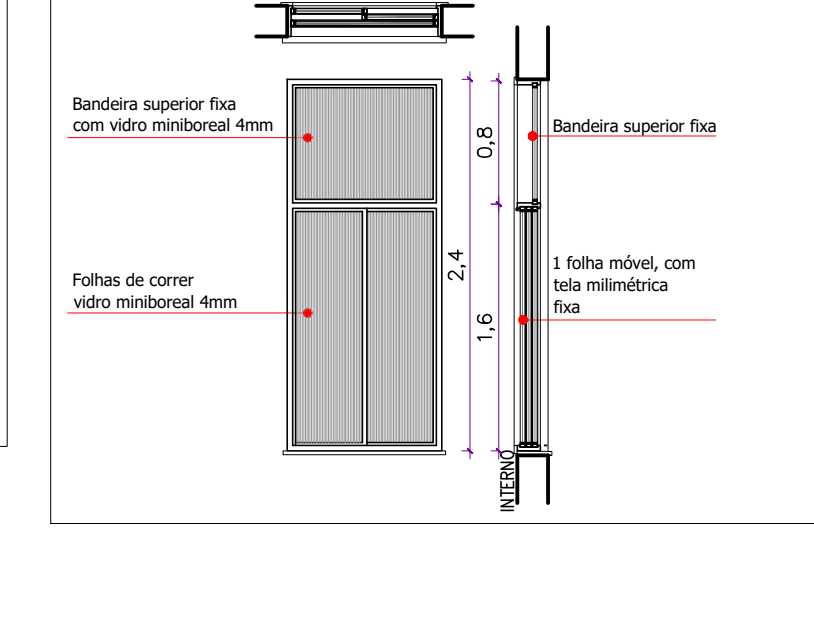 Bandeira superior fixa
com vidro miniboreal 4mm
Bandeira superior fixa
0,8
2,4
1,6
Folhas de correr
vidro miniboreal 4mm
1 folha móvel, com
tela milimétrica
fixa
INTERNO